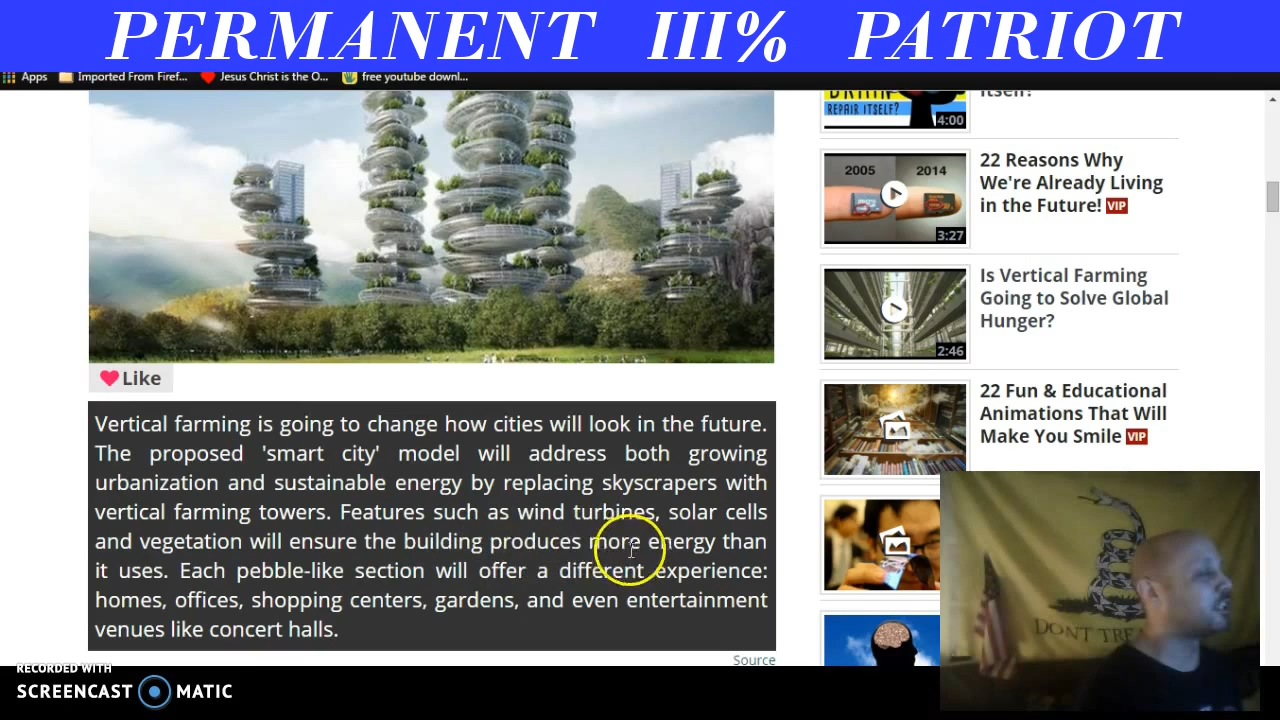 PERMANENT III% PATRIOT
Apps Imported From Firef... Jesus Christ is the O... free youtube downl...
REPAIR ITSELF?
4:00
2005 2014
3:27
22 Reasons Why
We're Already Living
in the Future! VIP
2:46
Is Vertical Farming
Going to Solve Global
Hunger?
22 Fun & Educational
Animations That Will
Make You Smile VIP
Like
Vertical farming is going to change how cities will look in the future.
The proposed 'smart city' model will address both growing
urbanization and sustainable energy by replacing skyscrapers with
vertical farming towers. Features such as wind turbines, solar cells
and vegetation will ensure the building produces more energy than
it uses. Each pebble-like section will offer a different experience:
homes, offices, shopping centers, gardens, and even entertainment
venues like concert halls.
Source
DONT
RECORDED WITH
SCREENCAST MATIC